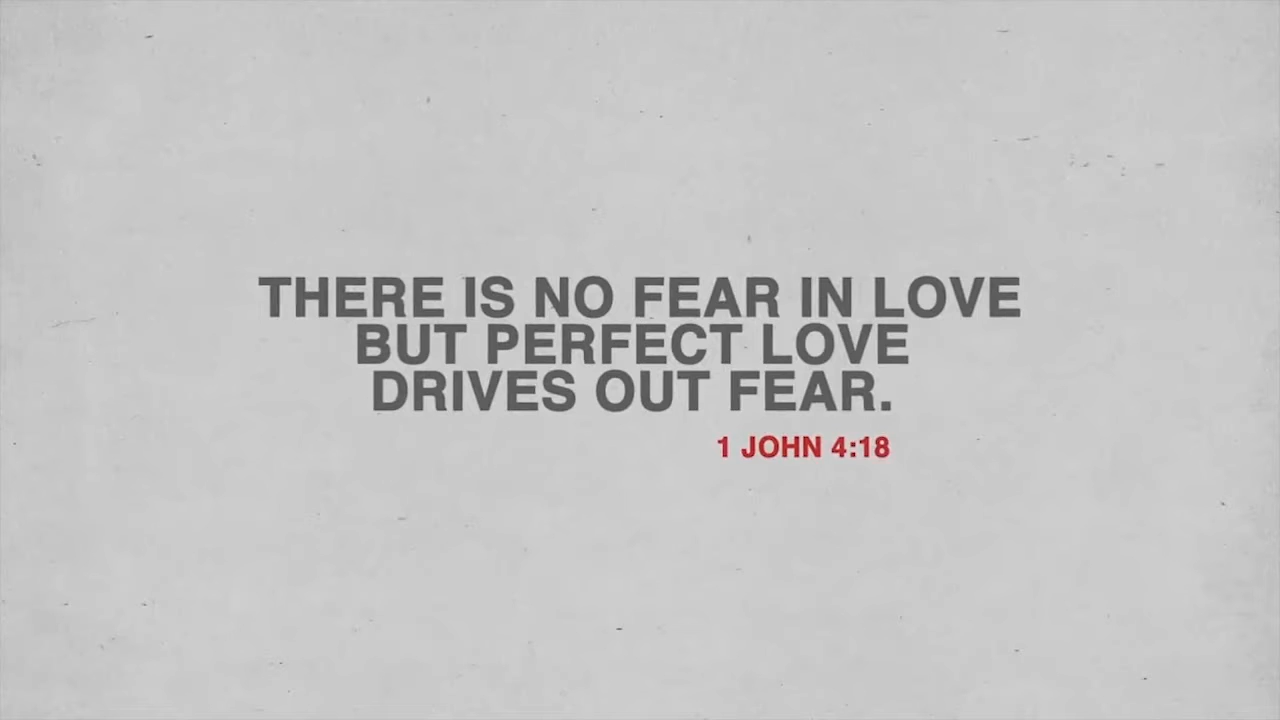 THERE IS NO FEAR IN LOVE
BUT PERFECT LOVE
DRIVES OUT FEAR.
1 JOHN 4:18